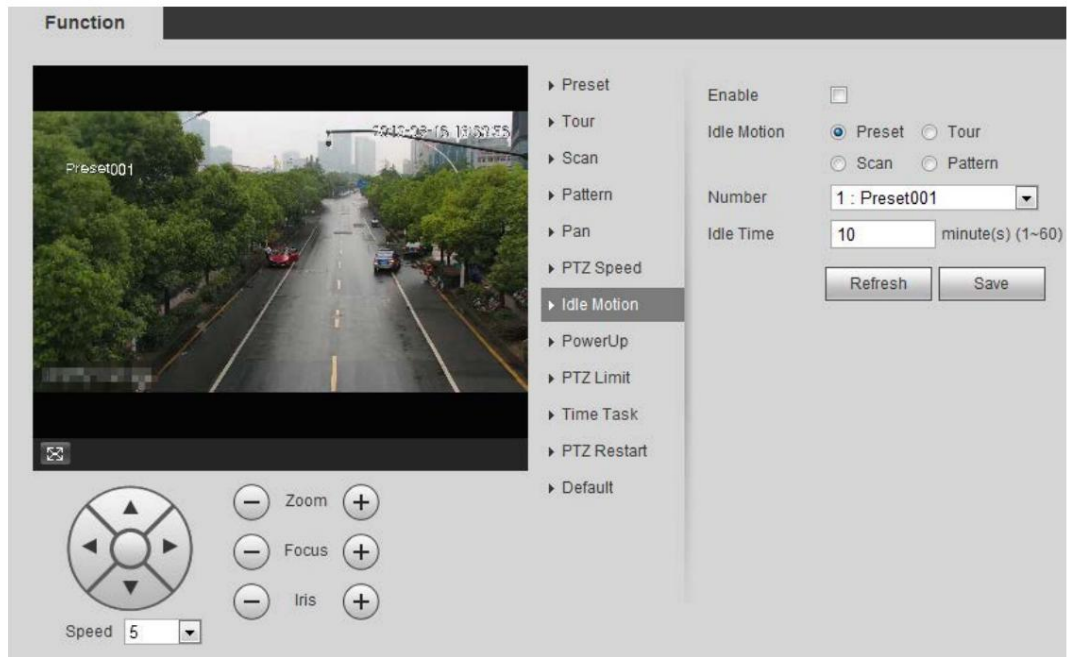 Function
Preset001
Preset
Tour
Scan
Pattern
Pan
PTZ Speed
Idle Motion
PowerUp
PTZ Limit
Time Task
PTZ Restart
Default
Enable
Idle Motion
Preset Tour
Scan Pattern
Number 1 : Preset001
Idle Time 10 minute(s) (1~60)
Refresh Save
Zoom
Focus
Iris
Speed 5